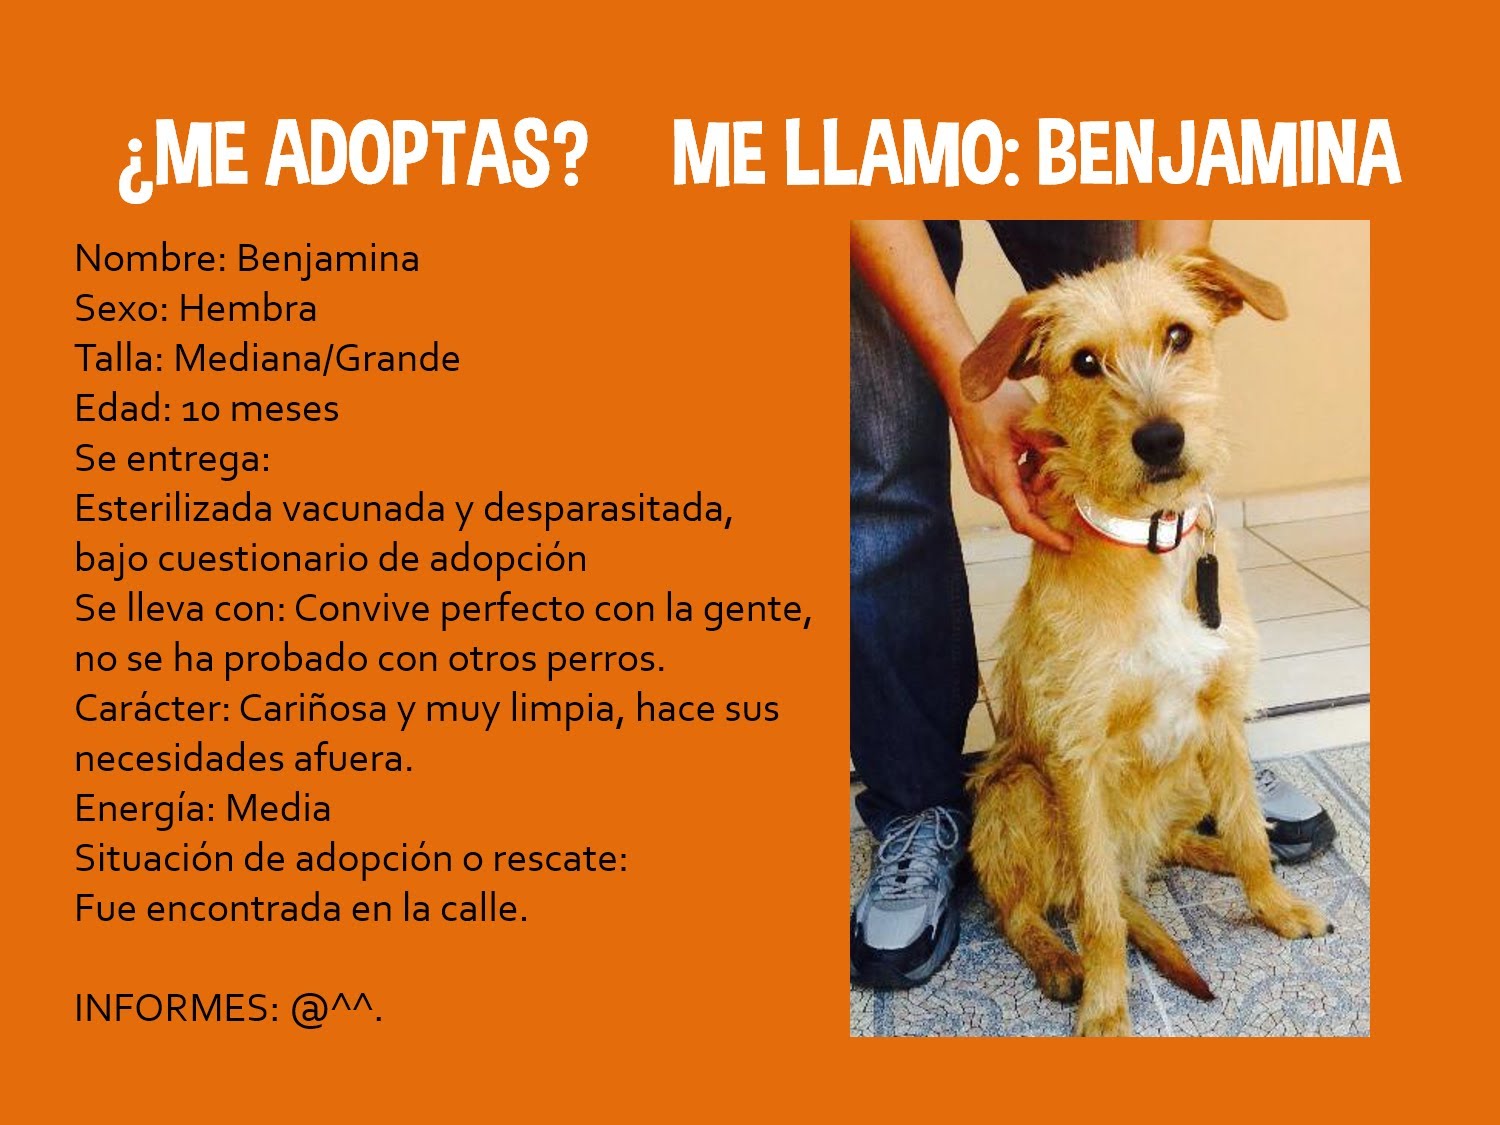 ¿ME ADOPTAS? ME LLAMO: BENJAMINA
Nombre: Benjamina
Sexo: Hembra
Talla: Mediana/Grande
Edad: 10 meses
Se entrega:
Esterilizada vacunada y desparasitada,
bajo cuestionario de adopción
Se lleva con: Convive perfecto con la gente,
no se ha probado con otros perros.
Carácter: Cariñosa y muy limpia, hace sus
necesidades afuera.
Energía: Media
Situación de adopción o rescate:
Fue encontrada en la calle.
INFORMES: @^^.